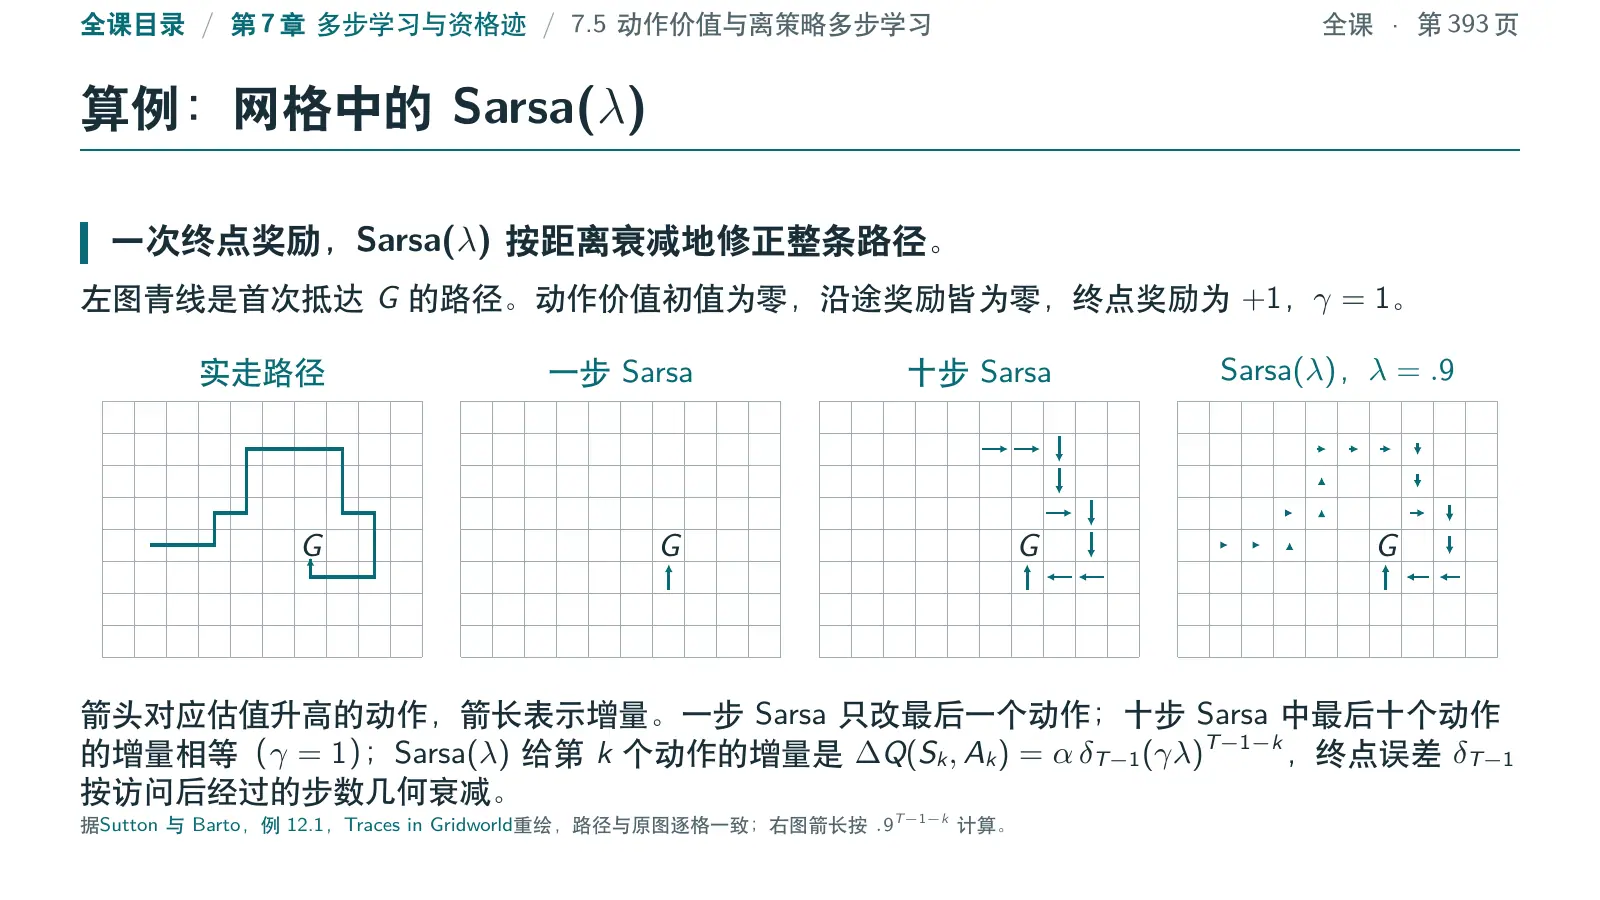 全课目录 / 第 7 章 多步学习与资格迹 / 7.5 动作价值与离策略多步学习
全课 · 第 393 页
算例：网格中的 Sarsa(λ)
一次终点奖励，Sarsa(λ) 按距离衰减地修正整条路径。
左图青线是首次抵达 G 的路径。动作价值初值为零，沿途奖励皆为零，终点奖励为 +1，γ = 1。
实走路径
一步 Sarsa
十步 Sarsa
Sarsa(λ)，λ = .9
G
G
G
G
箭头对应估值升高的动作，箭长表示增量。一步 Sarsa 只改最后一个动作；十步 Sarsa 中最后十个动作
的增量相等（γ = 1）；Sarsa(λ) 给第 k 个动作的增量是 ΔQ(Sₖ, Aₖ) = α δ_{T−1}(γλ)^{T−1−k}，终点误差 δ_{T−1}
按访问后经过的步数几何衰减。
据Sutton 与 Barto，例 12.1，Traces in Gridworld重绘，路径与原图逐格一致；右图箭长按 .9^{T−1−k} 计算。